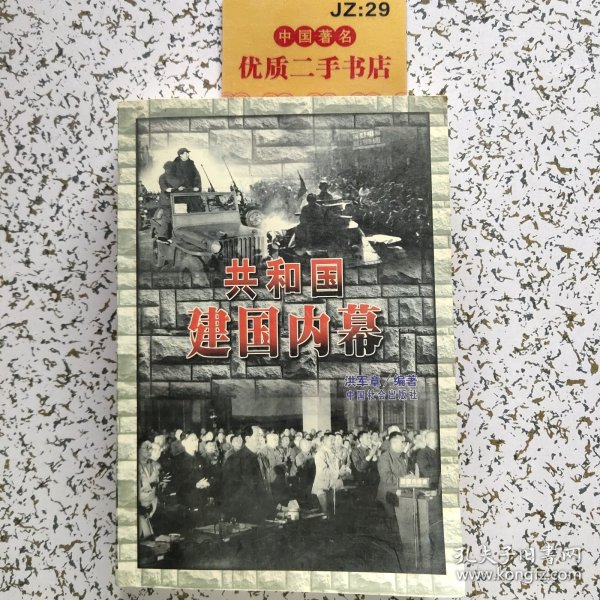 JZ:29
中国著名
优质二手书店
共和国
建国内幕
洪军章 编著
中国社会出版社
孔夫子旧书网
www.kongfz.com